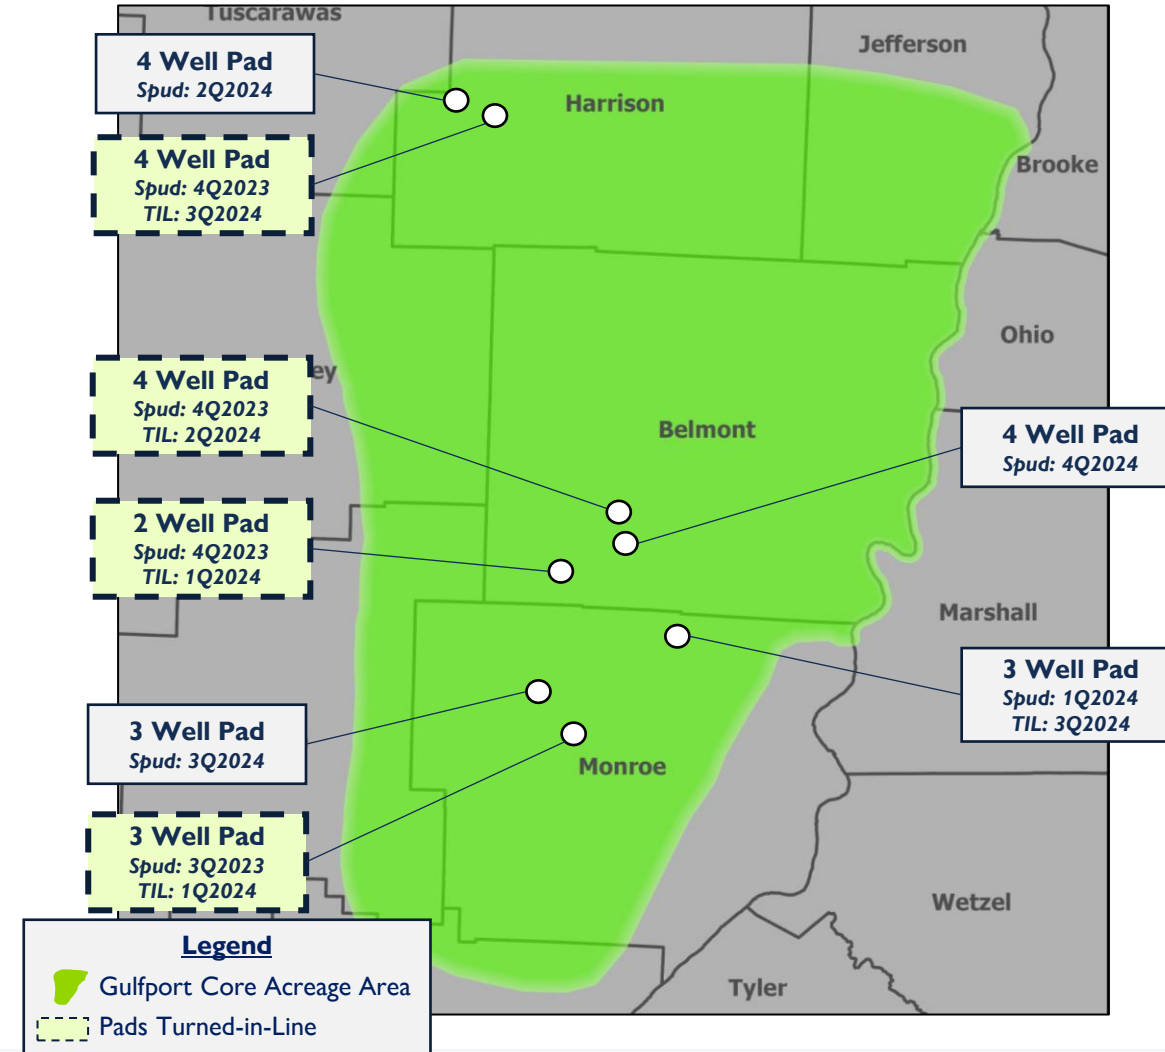 Tuscarawas
Jefferson
4 Well Pad
Spud: 2Q2024
Harrison
4 Well Pad
Spud: 4Q2023
TIL: 3Q2024
Brooke
Ohio
ey
4 Well Pad
Spud: 4Q2023
TIL: 2Q2024
Belmont
4 Well Pad
Spud: 4Q2024
2 Well Pad
Spud: 4Q2023
TIL: 1Q2024
Marshall
3 Well Pad
Spud: 1Q2024
TIL: 3Q2024
3 Well Pad
Spud: 3Q2024
Monroe
3 Well Pad
Spud: 3Q2023
TIL: 1Q2024
Wetzel
Tyler
Legend
Gulfport Core Acreage Area
Pads Turned-in-Line